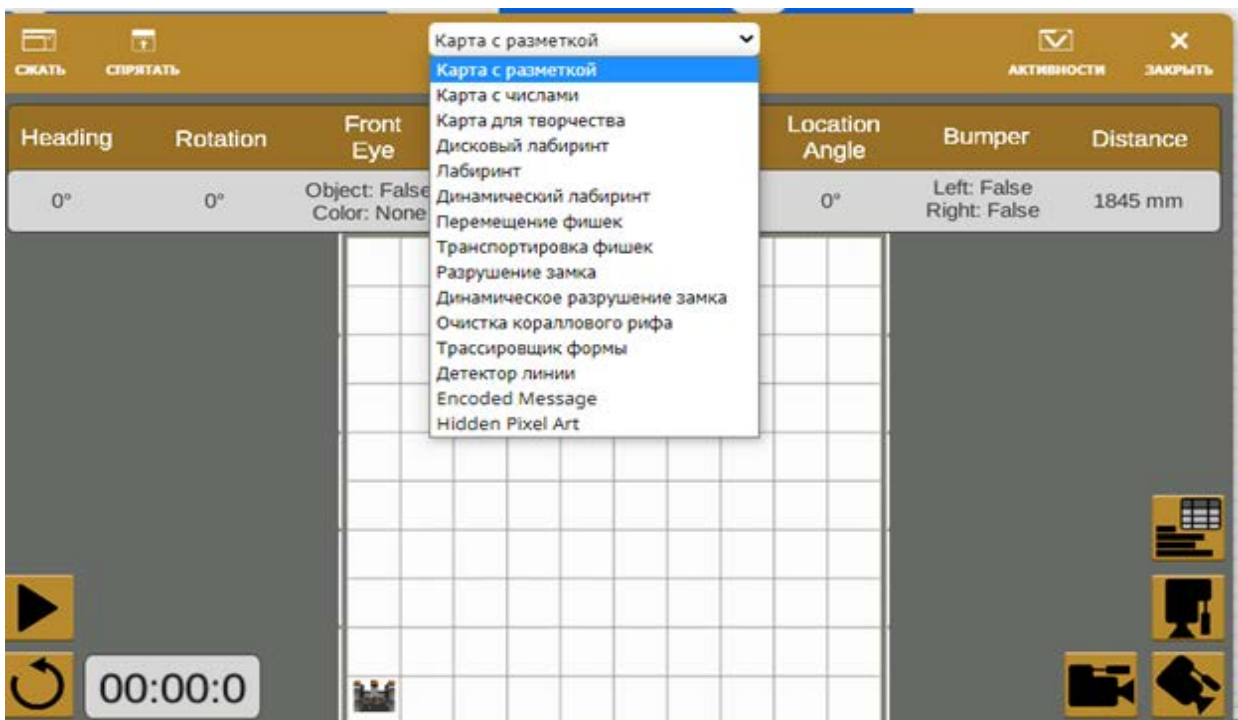 СЖАТЬ
СПРЯТАТЬ
Карта с разметкой
АКТИВНОСТИ
ЗАКРЫТЬ
Карта с разметкой
Карта с числами
Карта для творчества
Дисковый лабиринт
Лабиринт
Динамический лабиринт
Перемещение фишек
Транспортировка фишек
Разрушение замка
Динамическое разрушение замка
Очистка кораллового рифа
Трассировщик формы
Детектор линии
Encoded Message
Hidden Pixel Art
Heading
Rotation
Front
Eye
Location
Angle
Bumper
Distance
0°
0°
Object: False
Color: None
0°
Left: False
Right: False
1845 mm
00:00:0